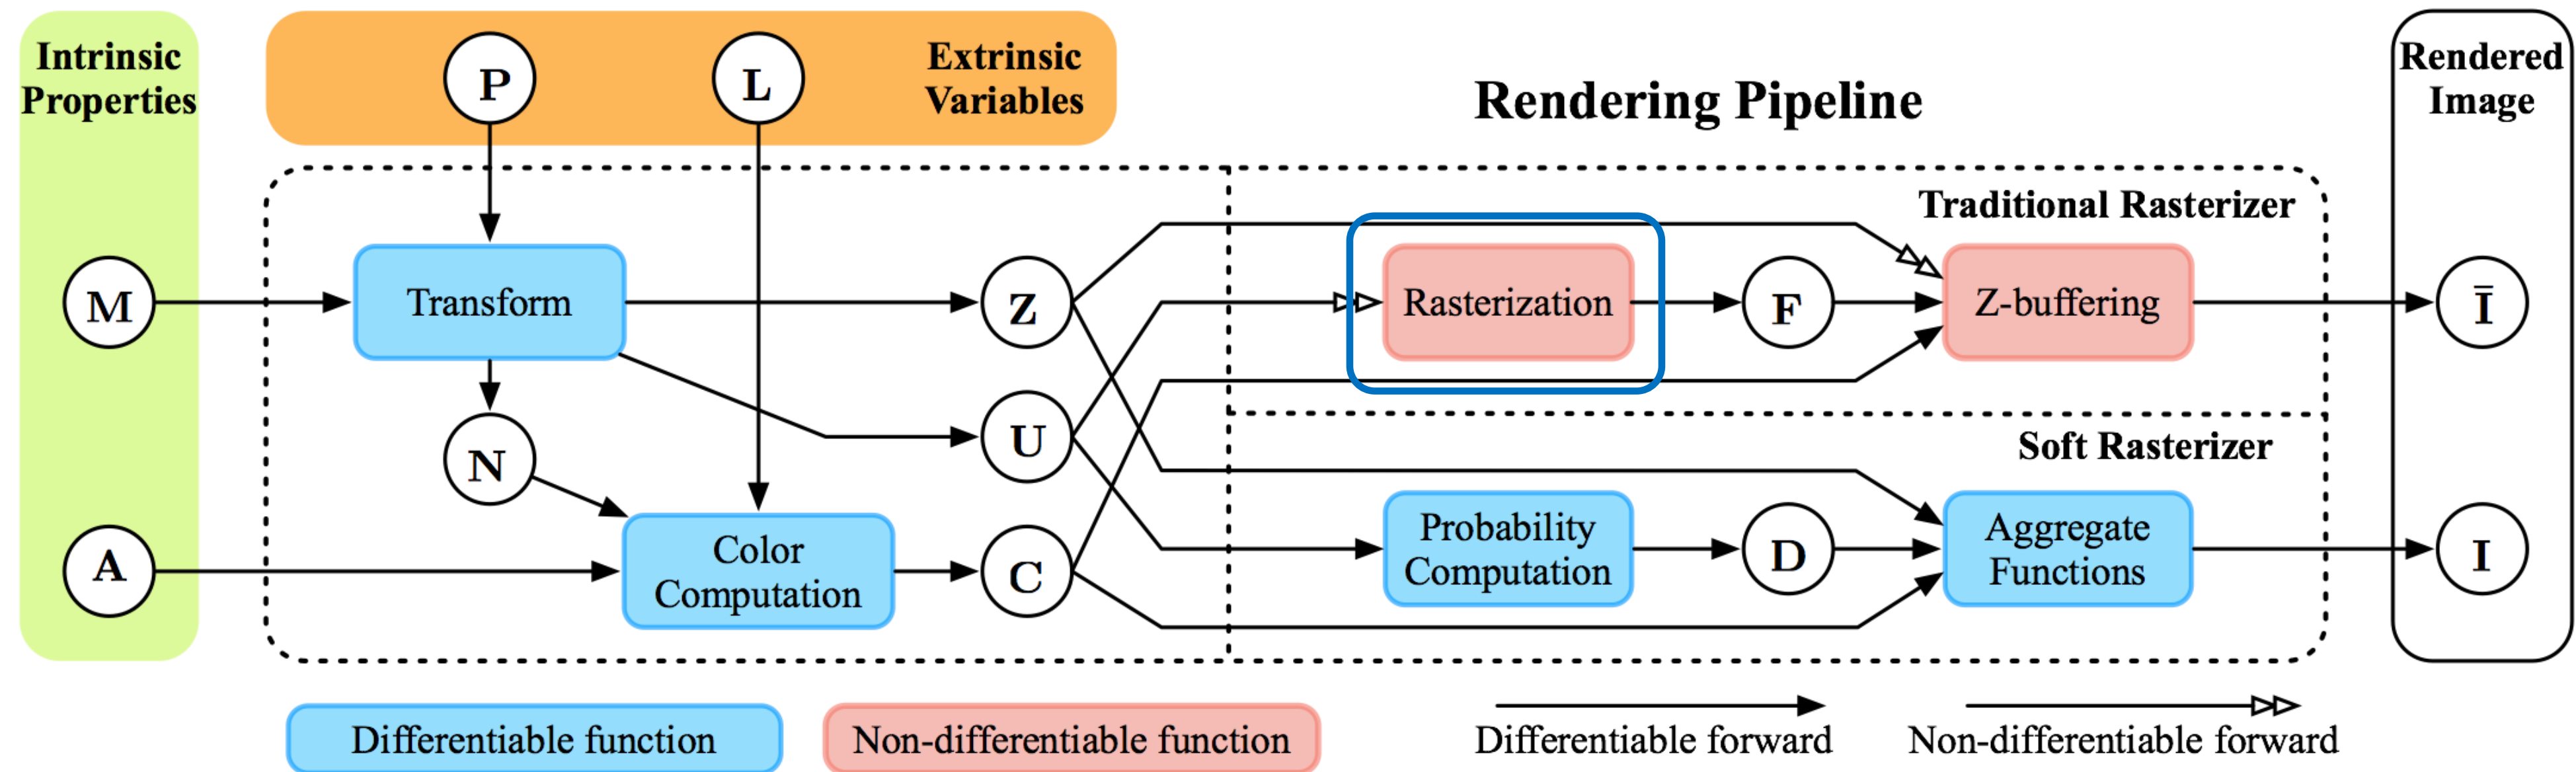 Intrinsic
Properties
P
L
Extrinsic
Variables
Rendering Pipeline
Rendered
Image
Traditional Rasterizer
M
Transform
Z
Rasterization
F
Z-buffering
Ī
N
U
Soft Rasterizer
A
Color
Computation
C
Probability
Computation
D
Aggregate
Functions
I
Differentiable function
Non-differentiable function
Differentiable forward
Non-differentiable forward